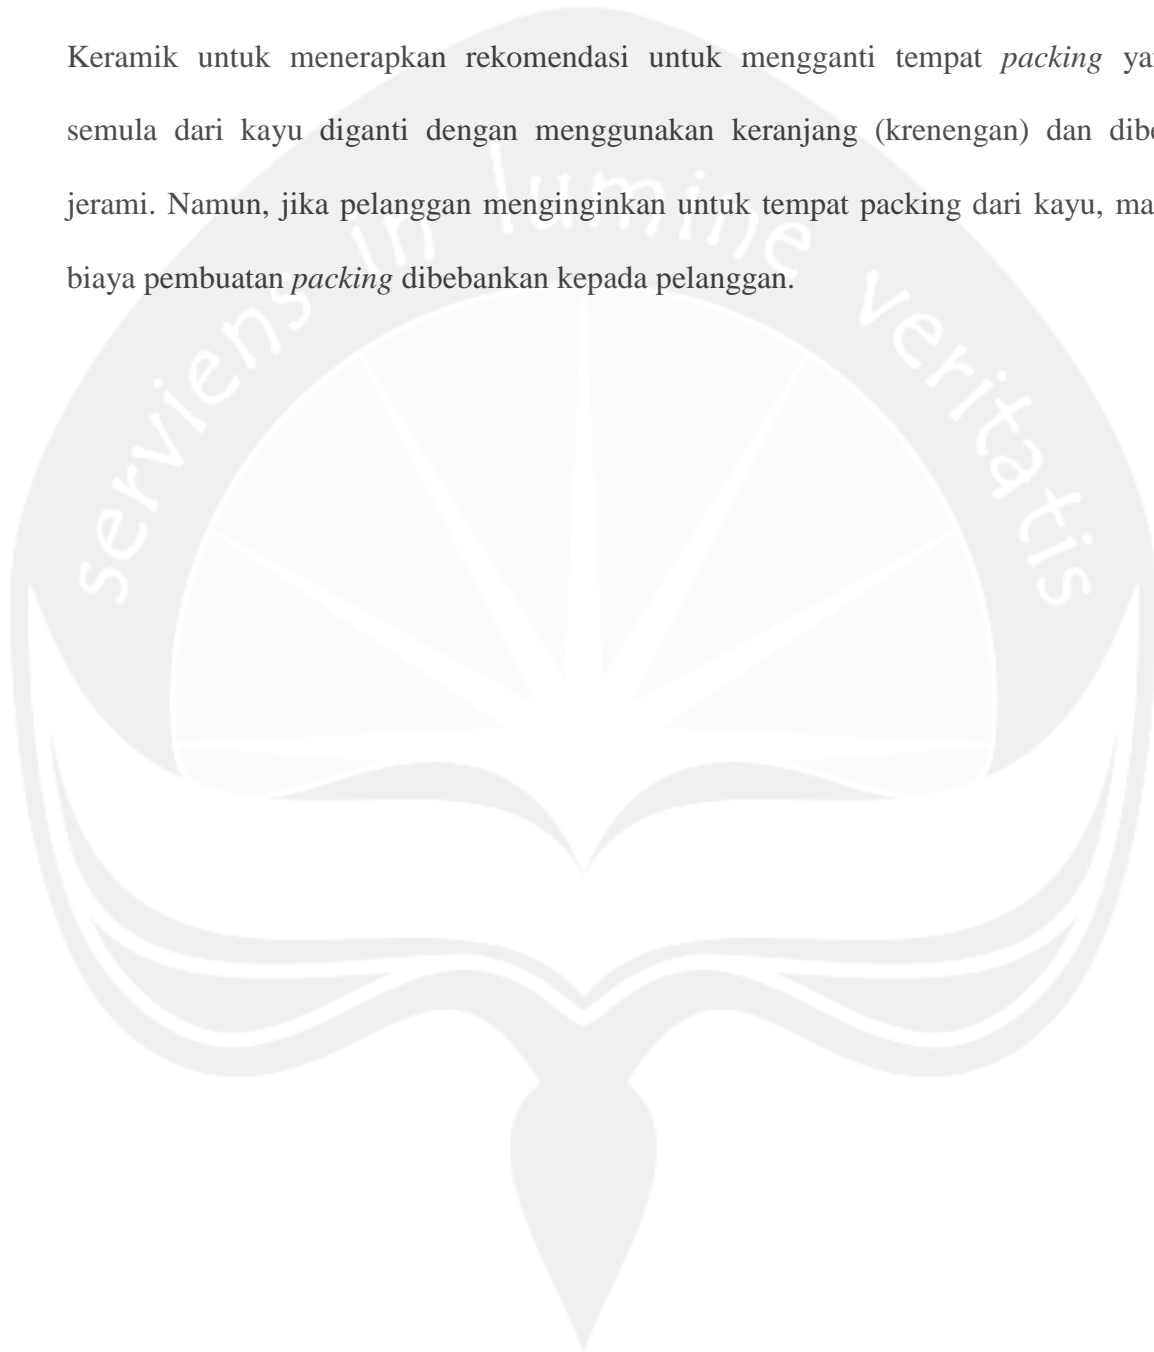 Keramik untuk menerapkan rekomendasi untuk mengganti tempat packing
semula dari kayu diganti dengan menggunakan keranjang (krenengan) dan
jerami. Namun, jika pelanggan menginginkan untuk tempat packing dari kayu,
biaya pembuatan packing dibebankan kepada pelanggan.
serviens in lumine veritatis